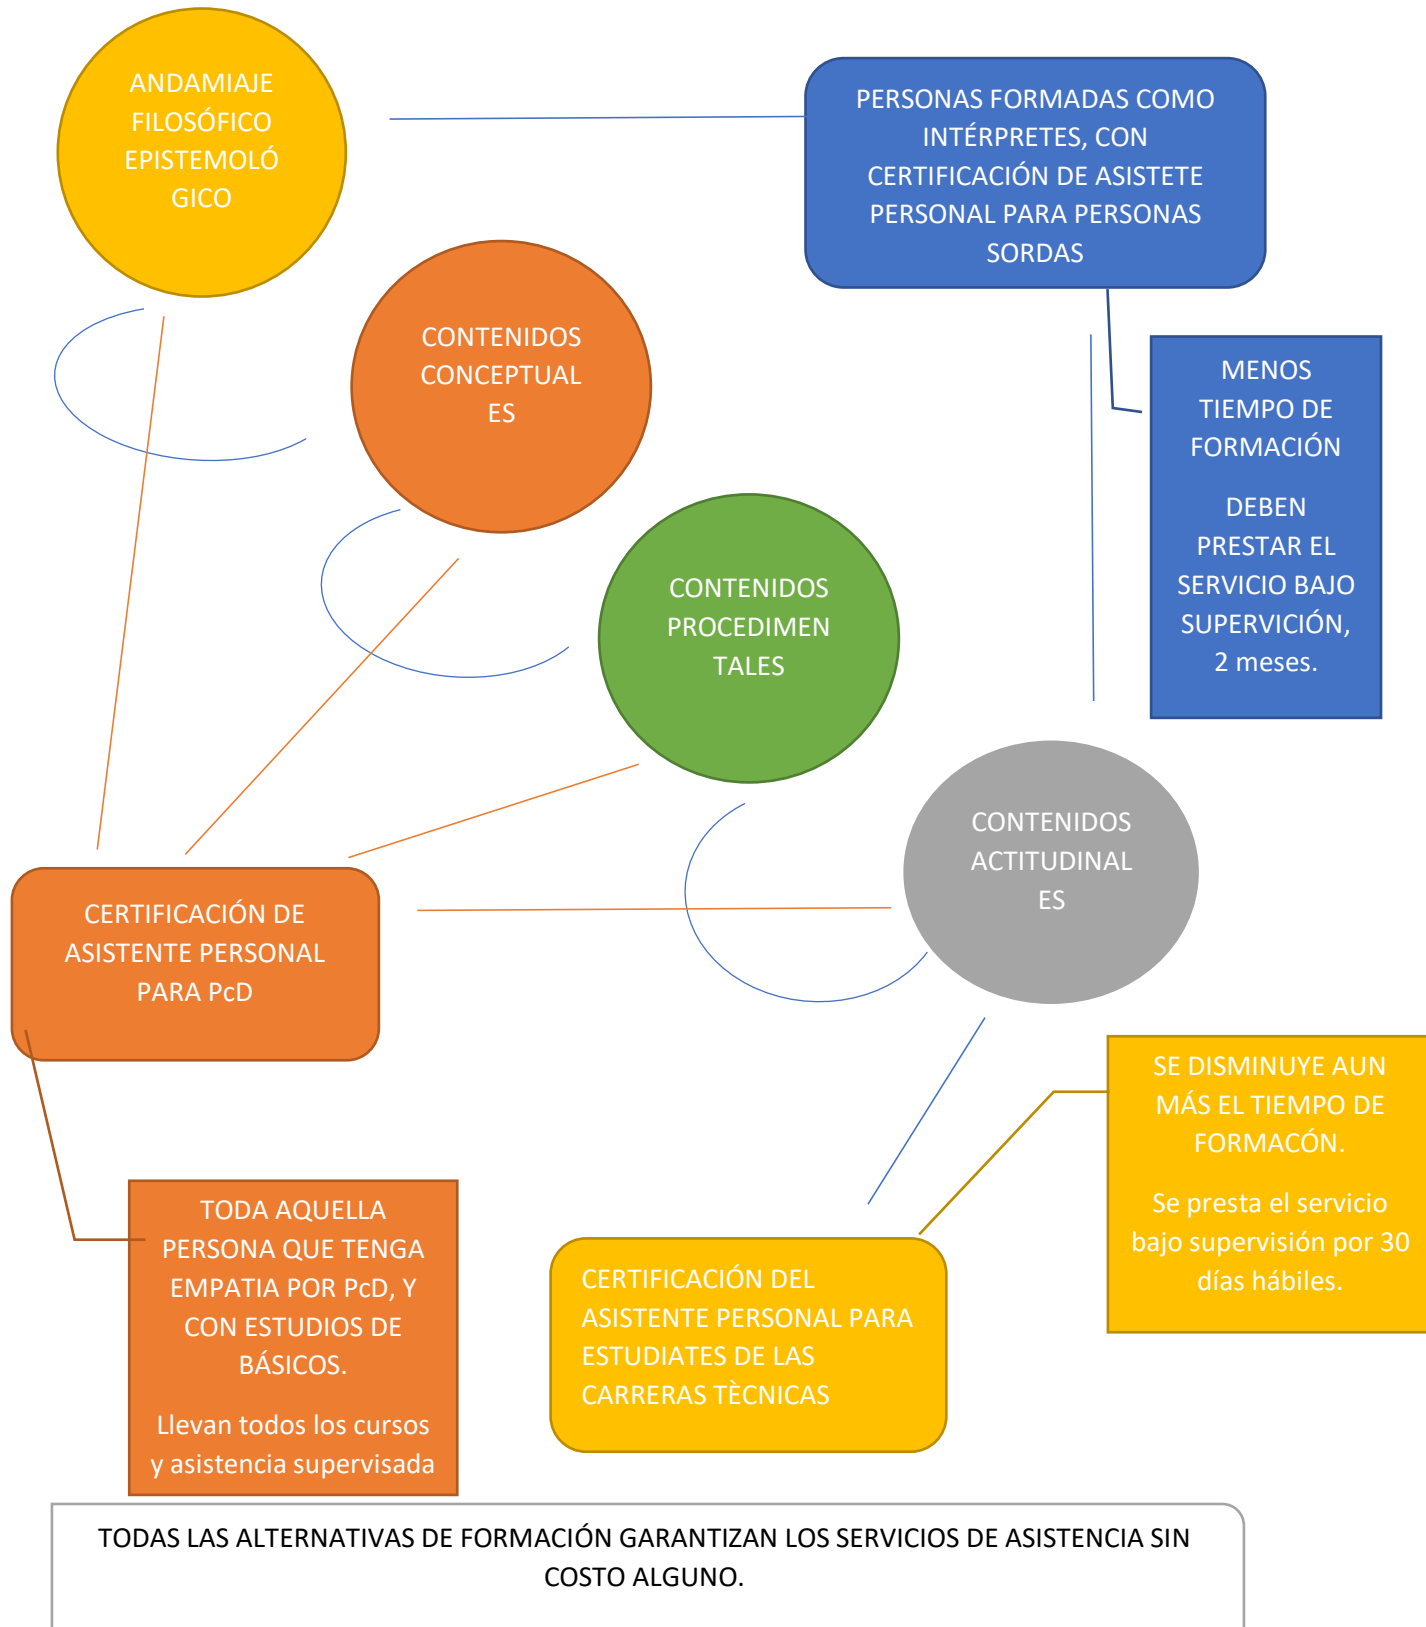 ANDAMIAJE
FILOSÓFICO
EPISTEMOLÓ
GICO
PERSONAS FORMADAS COMO
INTÉRPRETES, CON
CERTIFICACIÓN DE ASISTETE
PERSONAL PARA PERSONAS
SORDAS
CONTENIDOS
CONCEPTUAL
ES
MENOS
TIEMPO DE
FORMACIÓN
DEBEN
PRESTAR EL
SERVICIO BAJO
SUPERVICIÓN,
2 meses.
CONTENIDOS
PROCEDIMEN
TALES
CONTENIDOS
ACTITUDINAL
ES
CERTIFICACIÓN DE
ASISTENTE PERSONAL
PARA PcD
SE DISMINUYE AUN
MÁS EL TIEMPO DE
FORMACÓN.
Se presta el servicio
bajo supervisión por 30
días hábiles.
TODA AQUELLA
PERSONA QUE TENGA
EMPATIA POR PcD, Y
CON ESTUDIOS DE
BÁSICOS.
Llevan todos los cursos
y asistencia supervisada
CERTIFICACIÓN DEL
ASISTENTE PERSONAL PARA
ESTUDIATES DE LAS
CARRERAS TÈCNICAS
TODAS LAS ALTERNATIVAS DE FORMACIÓN GARANTIZAN LOS SERVICIOS DE ASISTENCIA SIN
COSTO ALGUNO.